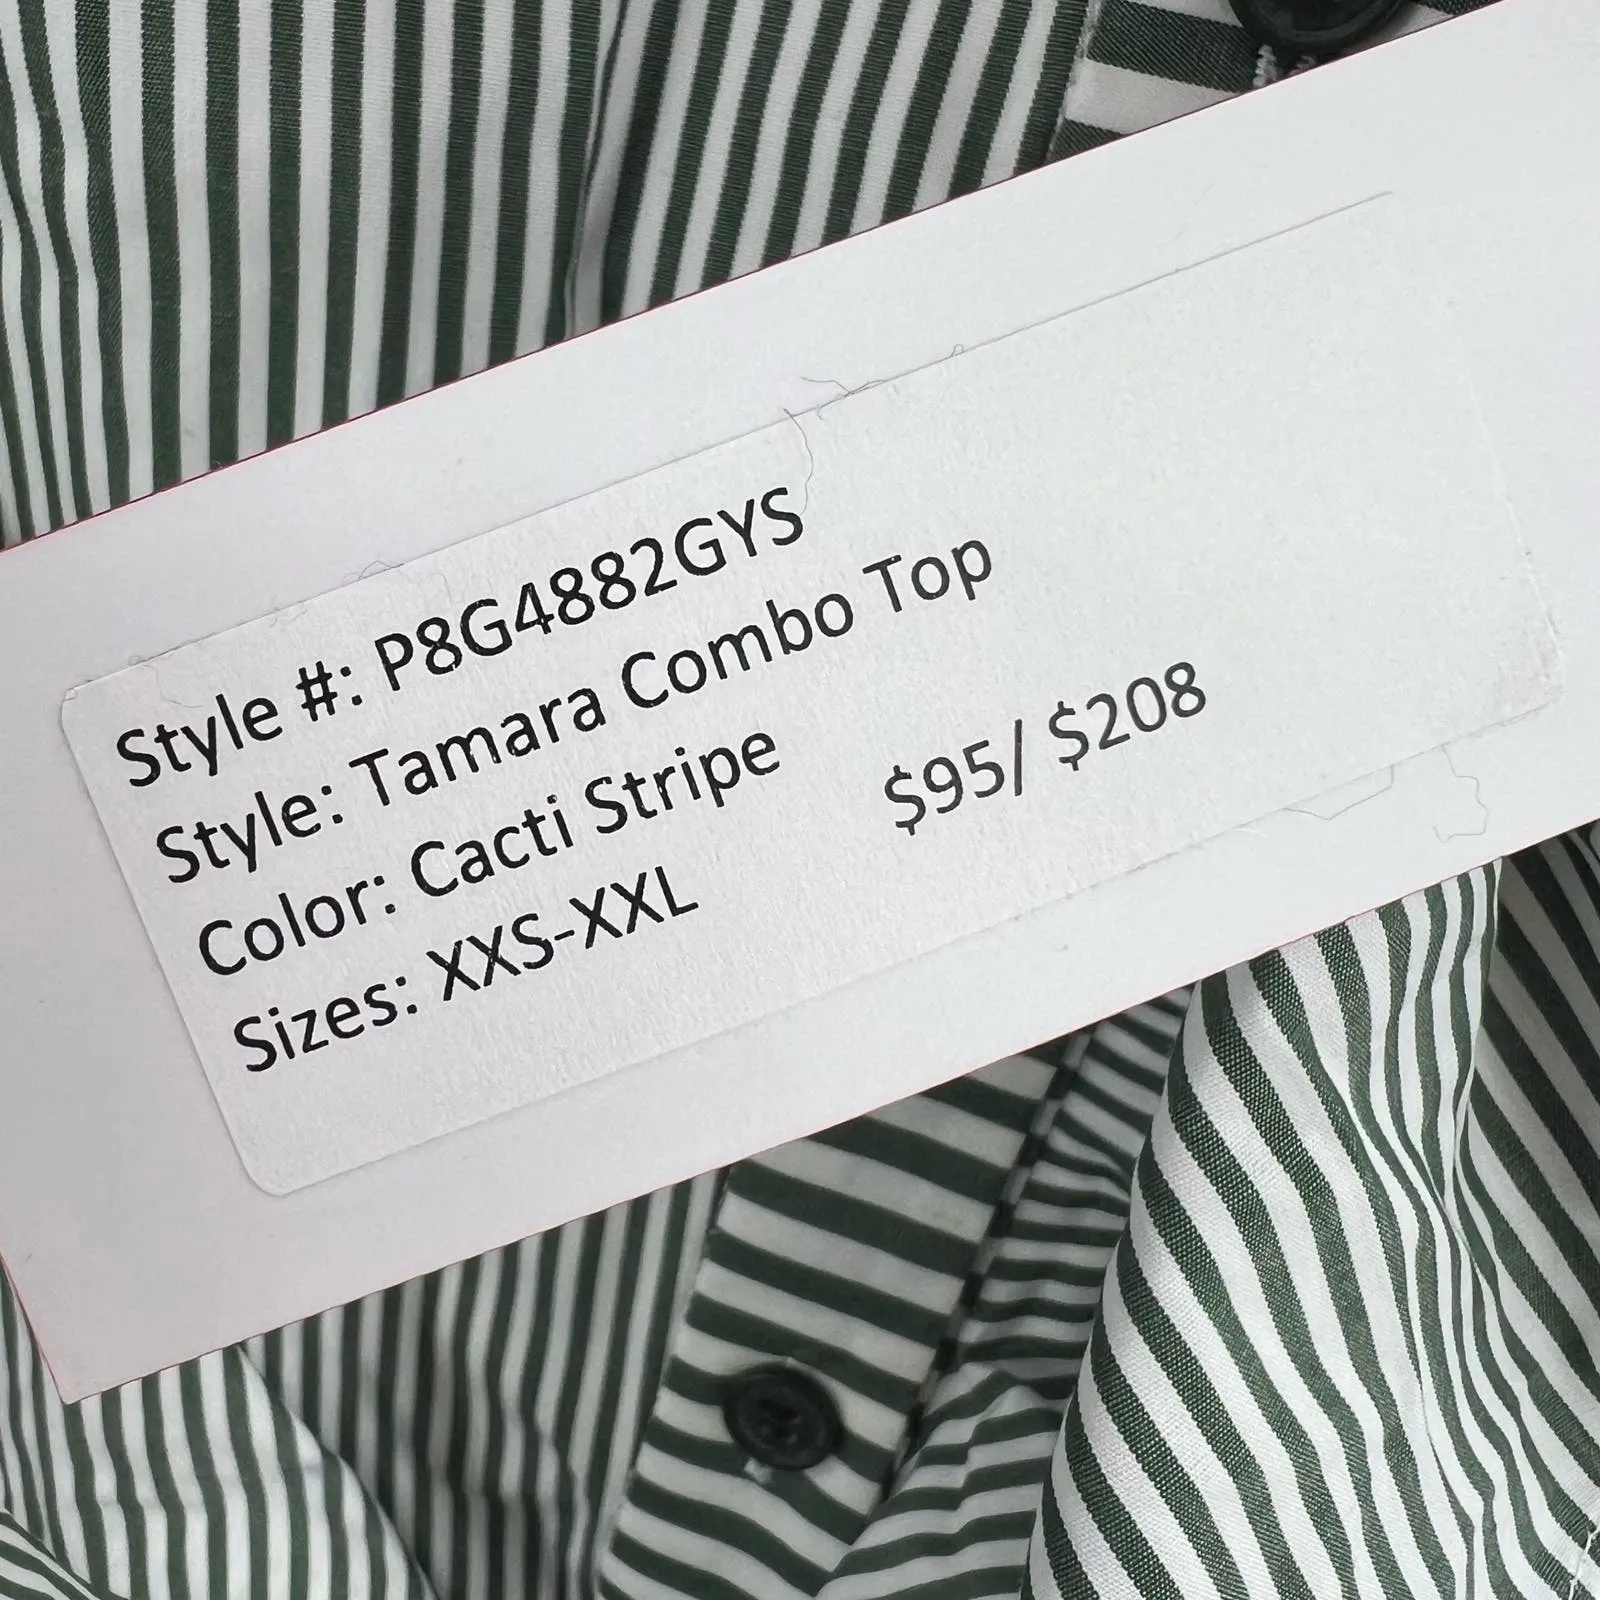 Style #: P8G4882GYS
Style: Tamara Combo Top
Color: Cacti Stripe $95/ $208
Sizes: XXS-XXL